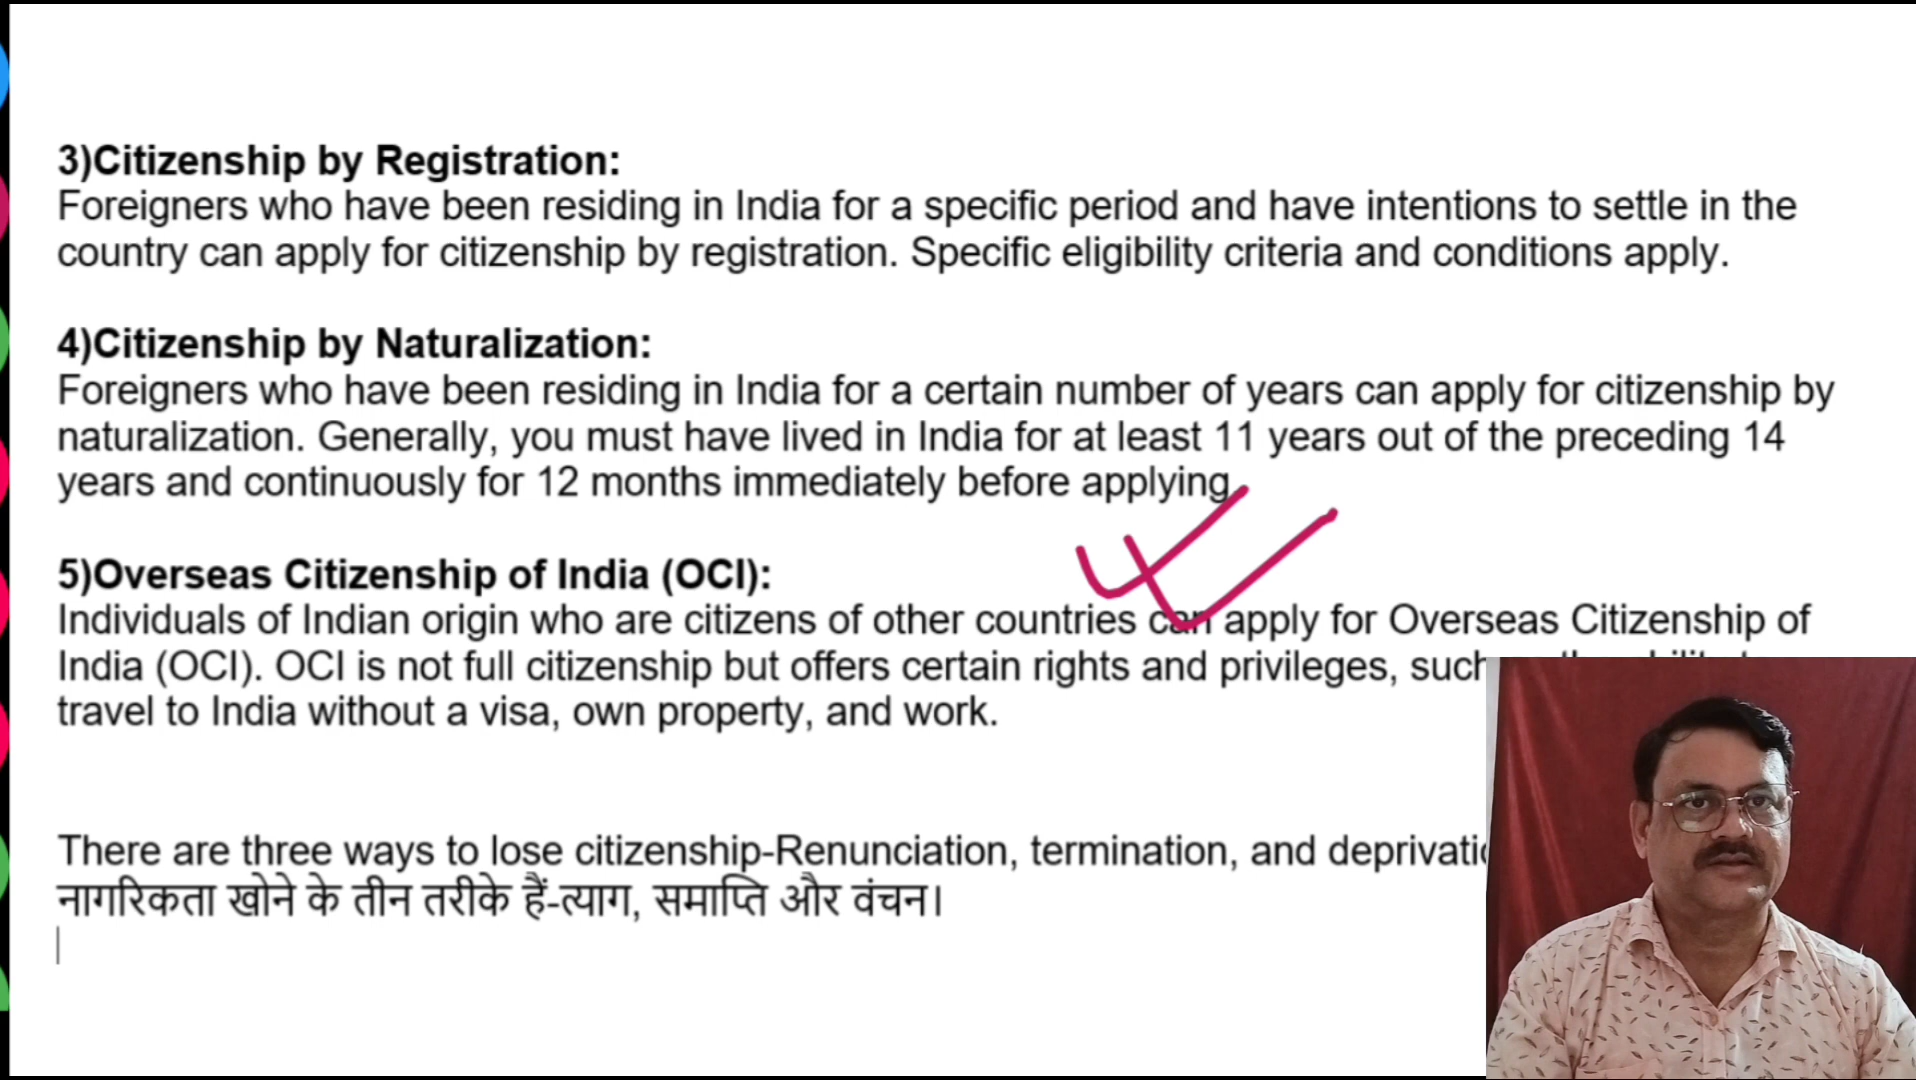 3)Citizenship by Registration:
Foreigners who have been residing in India for a specific period and have intentions to settle in the
country can apply for citizenship by registration. Specific eligibility criteria and conditions apply.
4)Citizenship by Naturalization:
Foreigners who have been residing in India for a certain number of years can apply for citizenship by
naturalization. Generally, you must have lived in India for at least 11 years out of the preceding 14
years and continuously for 12 months immediately before applying.
5)Overseas Citizenship of India (OCI):
Individuals of Indian origin who are citizens of other countries can apply for Overseas Citizenship of
India (OCI). OCI is not full citizenship but offers certain rights and privileges, such
travel to India without a visa, own property, and work.
There are three ways to lose citizenship-Renunciation, termination, and
नागरिकता खोने के तीन तरीके हैं-त्याग, समाप्ति और वंचन।